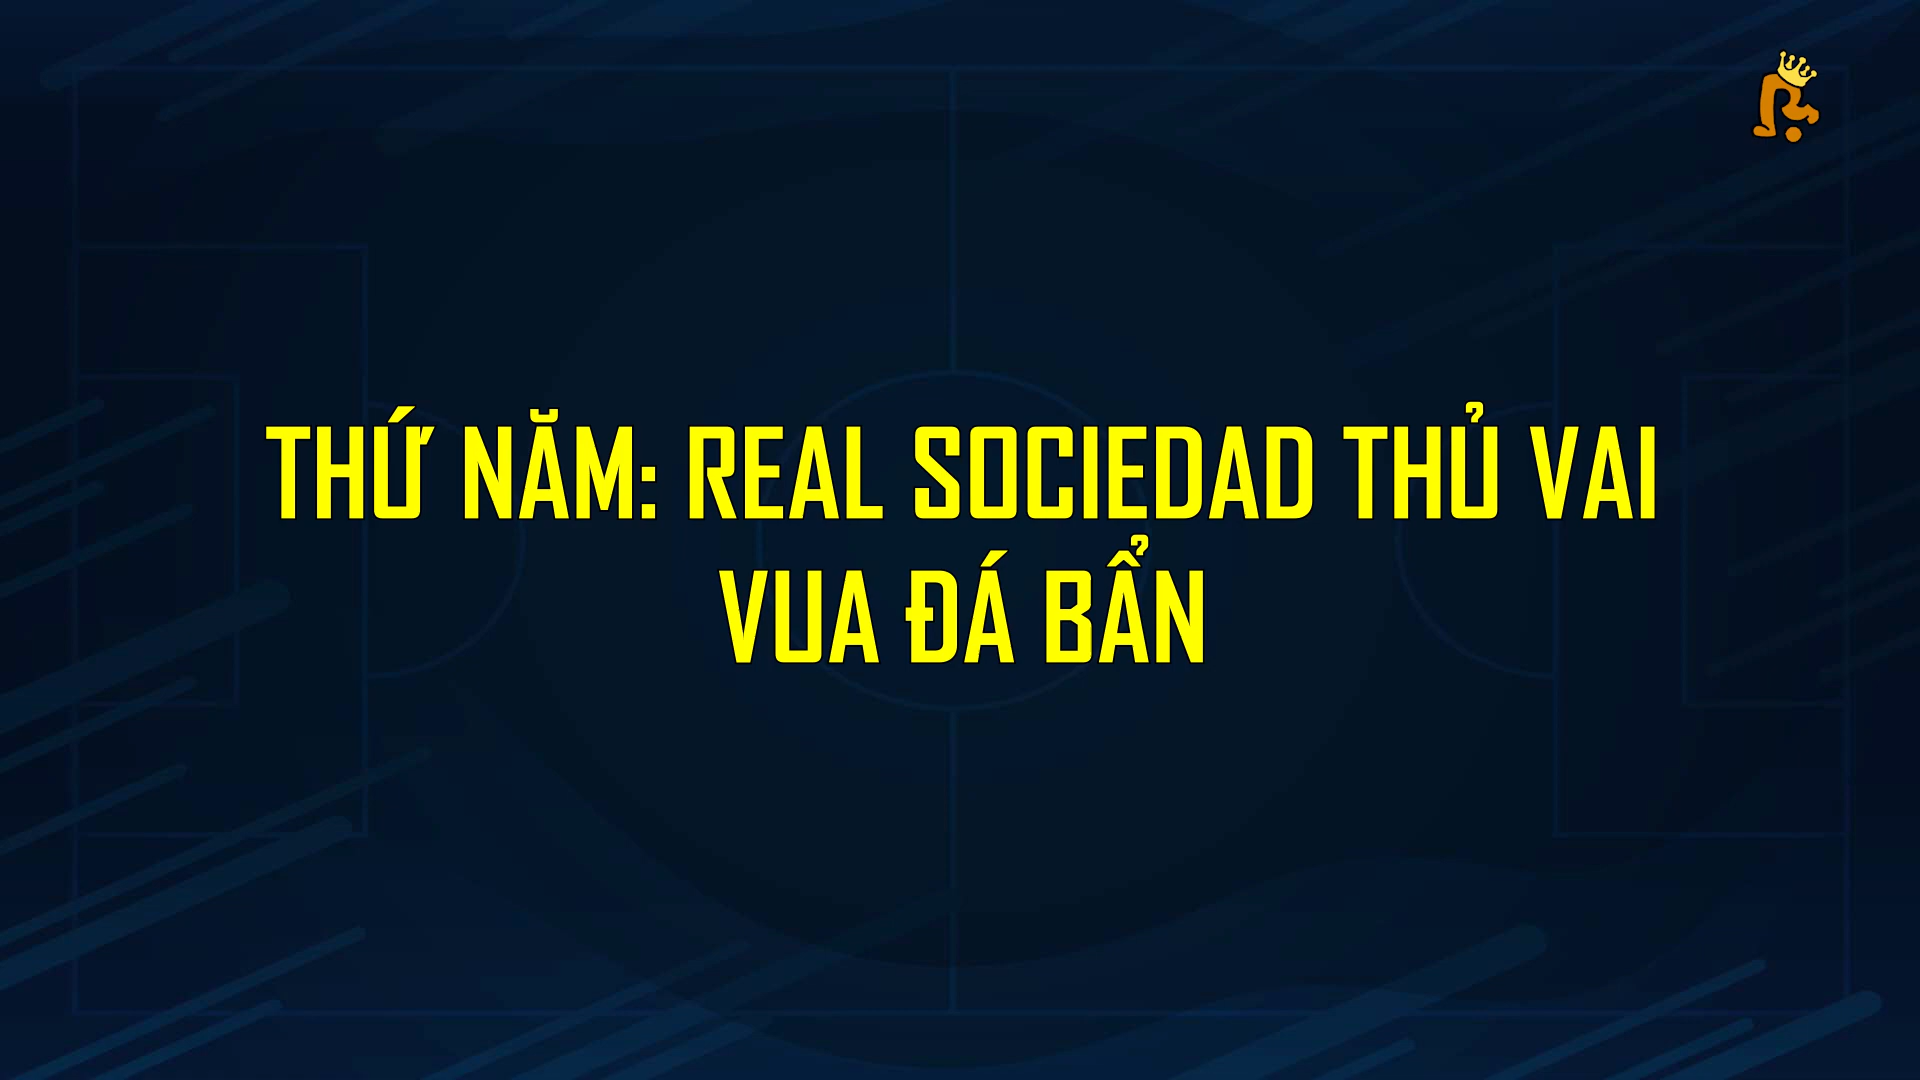 THỨ NĂM: REAL SOCIEDAD THỦ VAI
VUA ĐÁ BẨN